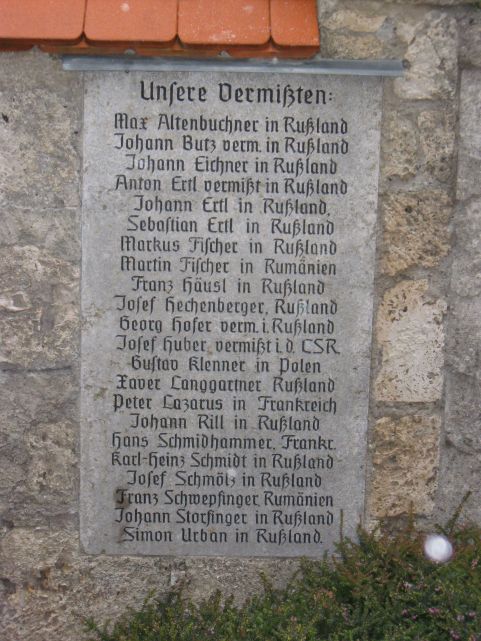 Unsere Vermißten:
Max Altenbuchner in Rußland
Johann Butz verm. in Rußland
Johann Eichner in Rußland
Anton Ertl vermißt in Rußland
Johann Ertl in Rußland.
Sebastian Ertl in Rußland
Markus Fischer in Rußland
Martin Fischer in Rumänien
Franz Häusl in Rußland
Josef Hechenberger, Rußland
Georg Hofer verm. i. Rußland
Josef Huber vermißt i. d. CSR.
Gustav Klenner in Polen
Xaver Langgartner Rußland
Peter Lazarus in Frankreich
Johann Rill in Rußland
Hans Schmidhammer, Frankr.
Karl-Heinz Schmidt in Rußland
Josef Schmölz in Rußland
Franz Schwepfinger, Rumänien
Johann Storfinger in Rußland
Simon Urban in Rußland.